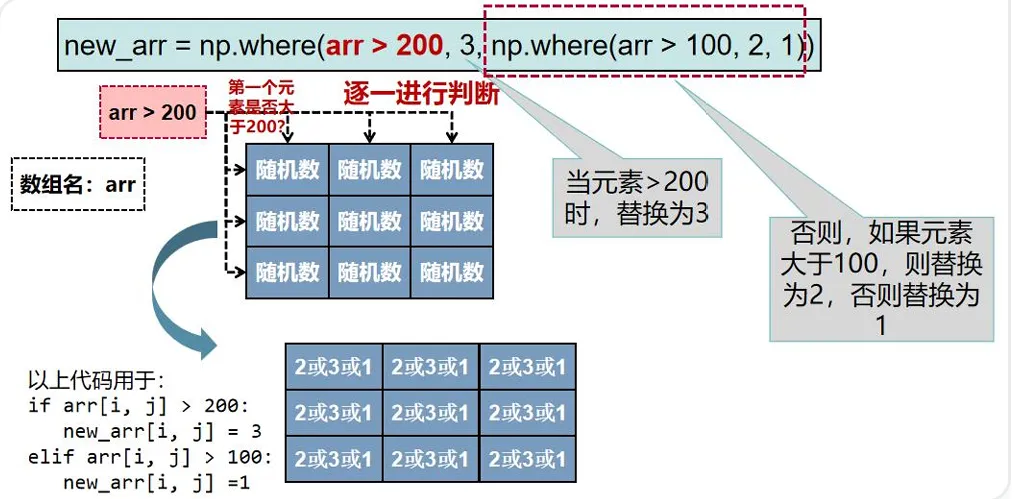 new_arr = np.where(arr > 200, 3, np.where(arr > 100, 2, 1))
arr > 200
第一个元
素是否大
于200?
逐一进行判断
数组名：arr
随机数 随机数 随机数
随机数 随机数 随机数
随机数 随机数 随机数
当元素>200
时，替换为3
否则，如果元素
大于100，则替换
为2，否则替换为
1
2或3或1 2或3或1 2或3或1
2或3或1 2或3或1 2或3或1
2或3或1 2或3或1 2或3或1
以上代码用于：
if arr[i, j] > 200:
new_arr[i, j] = 3
elif arr[i, j] > 100:
new_arr[i, j] =1